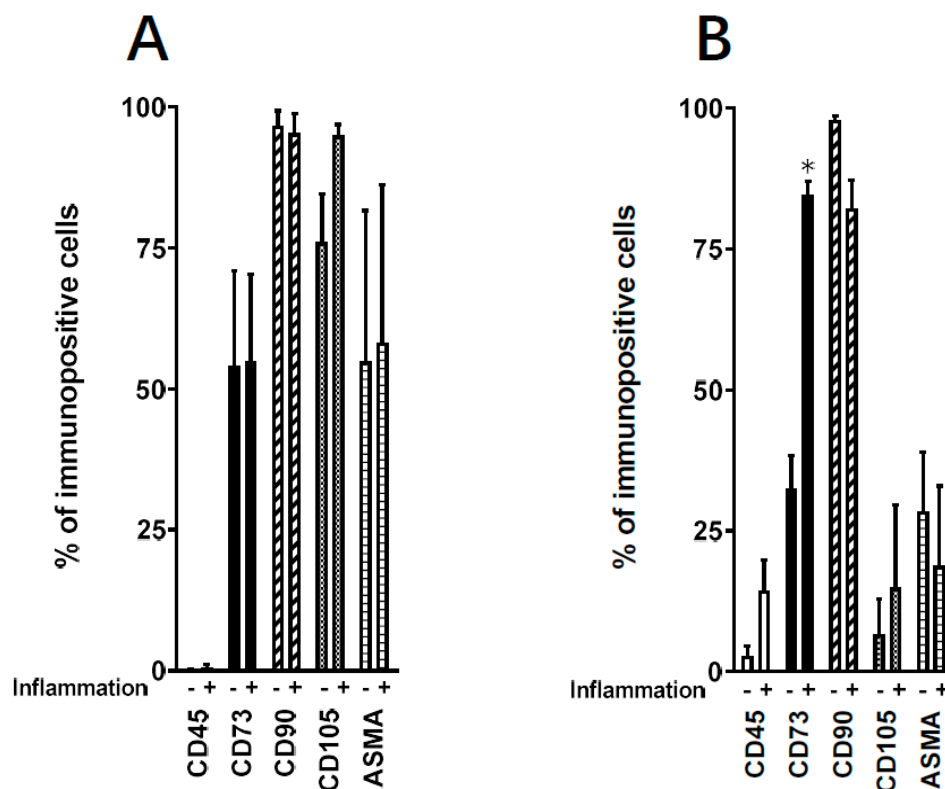 A
% of immunopositive cells
100
75
50
25
0
Inflammation - + - + - + - + - +
CD45 CD73 CD90 CD105 ASMA
B
% of immunopositive cells
100
75
50
25
0
*
Inflammation - + - + - + - + - +
CD45 CD73 CD90 CD105 ASMA